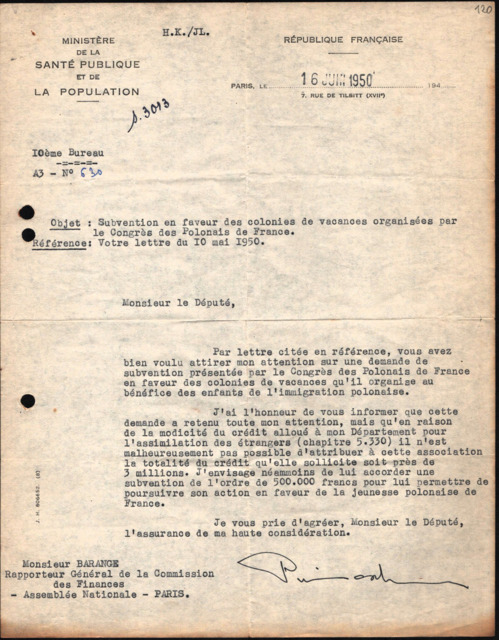 120
H.K./JL.
MINISTÈRE
DE LA
SANTÉ PUBLIQUE
ET DE
LA POPULATION
RÉPUBLIQUE FRANÇAISE
PARIS, LE 16 JUIN 1950 194
7, RUE DE TILSITT (XVIIe)
S.3013
IOème Bureau
-=-=-=-
A3 - N° 630
Objet : Subvention en faveur des colonies de vacances organisées par
le Congrès des Polonais de France.
Référence: Votre lettre du IO mai I950.
Monsieur le Député,
Par lettre citée en référence, vous avez
bien voulu attirer mon attention sur une demande de
subvention présentée par le Congrès des Polonais de France
en faveur des colonies de vacances qu'il organise au
bénéfice des enfants de l'immigration polonaise.
J'ai l'honneur de vous informer que cette
demande a retenu toute mon attention, mais qu'en raison
de la modicité du crédit alloué à mon Département pour
l'assimilation des étrangers (chapitre 5.330) il n'est
malheureusement pas possible d'attribuer à cette association
la totalité du crédit qu'elle sollicite soit près de
3 millions. J'envisage néanmoins de lui accorder une
subvention de l'ordre de 500.000 francs pour lui permettre de
poursuivre son action en faveur de la jeunesse polonaise de
France.
Je vous prie d'agréer, Monsieur le Député,
l'assurance de ma haute considération.
Monsieur BARANGE
Rapporteur Général de la Commission
des Finances
- Assemblée Nationale - PARIS.